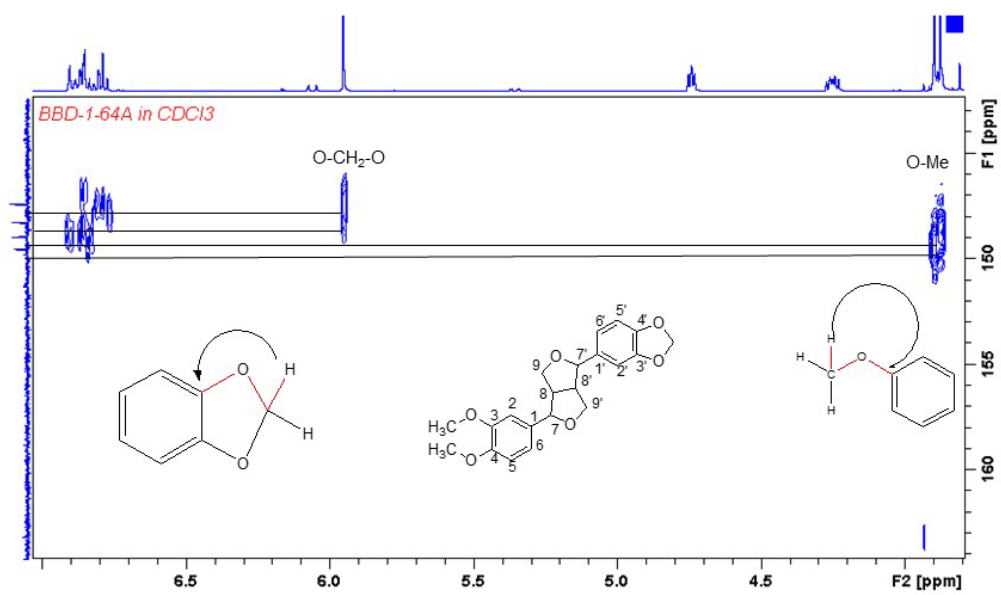 BBD-1-64A in CDCl3
O-CH2-O
O-Me
F1 [ppm]
150
155
160
6.5
6.0
5.5
5.0
4.5
F2 [ppm]
O
H
H
O
5'
6'
4'
O
O
7'
9
1'
3'
O
8'
2'
8
9'
2
H3C
O
3
1
7
O
H3C
O
4
6
5
H
H
C
O
H